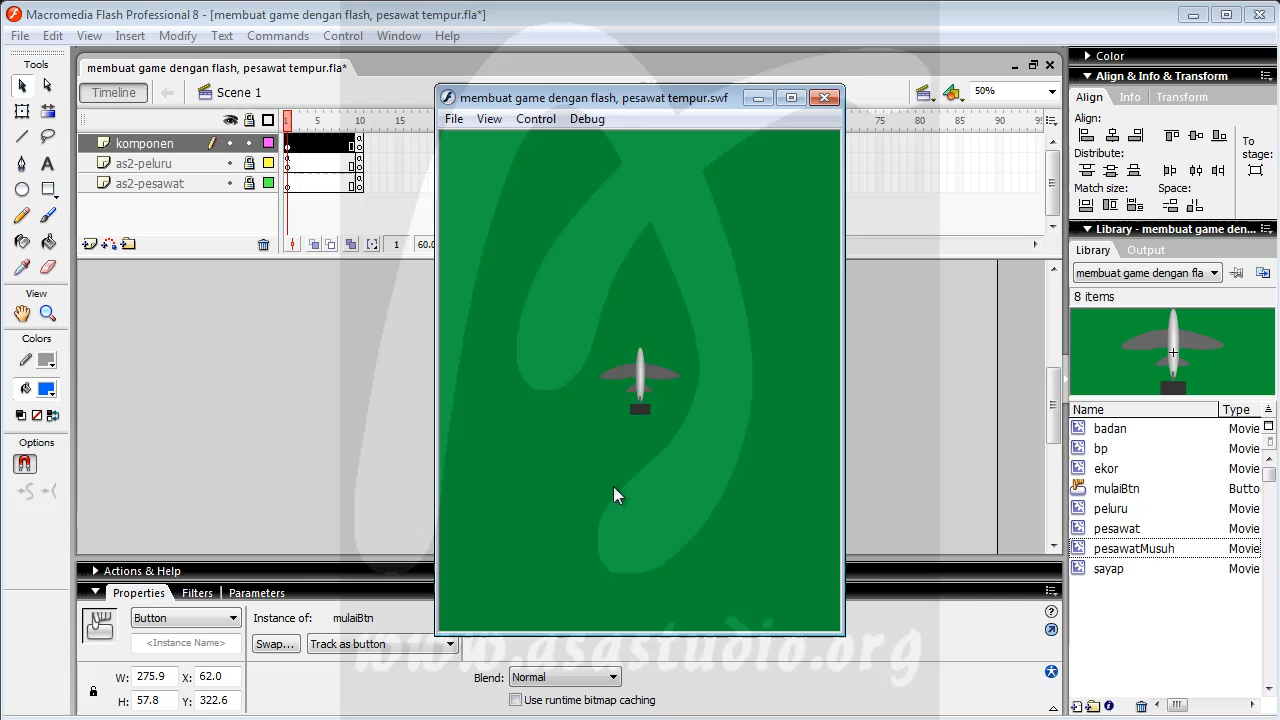 Macromedia Flash Professional 8 - [membuat game dengan flash, pesawat tempur.fla*]
File Edit View Insert Modify Text Commands Control Window Help
Tools
View
Colors
Options
membuat game dengan flash, pesawat tempur.fla*
Timeline
Scene 1
50%
1 5 10 15
75 80 85 90 95
komponen
as2-peluru
as2-pesawat
1 60.
membuat game dengan flash, pesawat tempur.swf
File View Control Debug
Color
Align & Info & Transform
Align Info Transform
Align:
Distribute:
Match size: Space:
To stage:
Library - membuat game den...
Library Output
membuat game dengan fla
8 items
Name Type
badan Movie
bp Movie
ekor Movie
mulaiBtn Butto
peluru Movie
pesawat Movie
pesawatMusuh Movie
sayap Movie
Actions & Help
Properties Filters Parameters
Button
<Instance Name>
Instance of: mulaiBtn
Swap...
Track as button
W: 275.9 X: 62.0
H: 57.8 Y: 322.6
Blend: Normal
Use runtime bitmap caching
www.asastudio.org